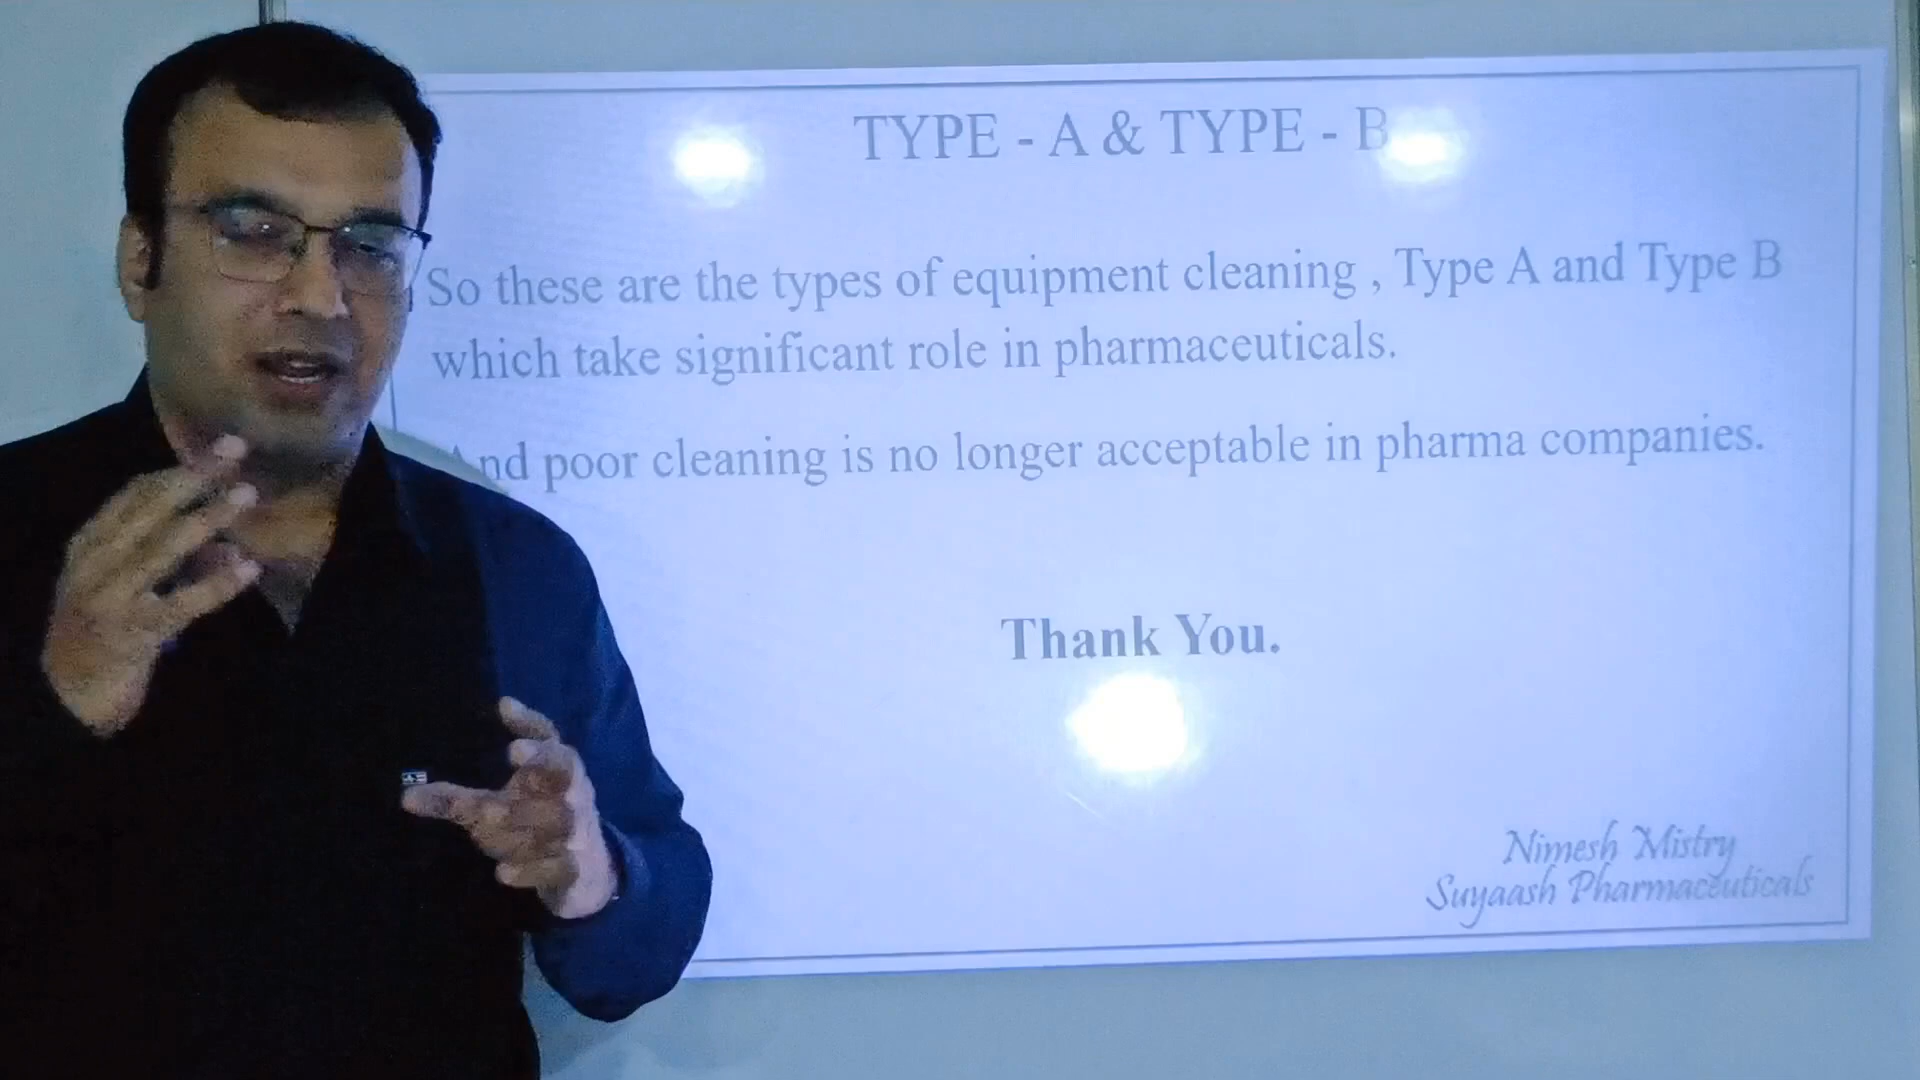 TYPE - A & TYPE - B
So these are the types of equipment cleaning , Type A and Type B
which take significant role in pharmaceuticals.
And poor cleaning is no longer acceptable in pharma companies.
Thank You.
Nimesh Mistry
Suyaash Pharmaceuticals